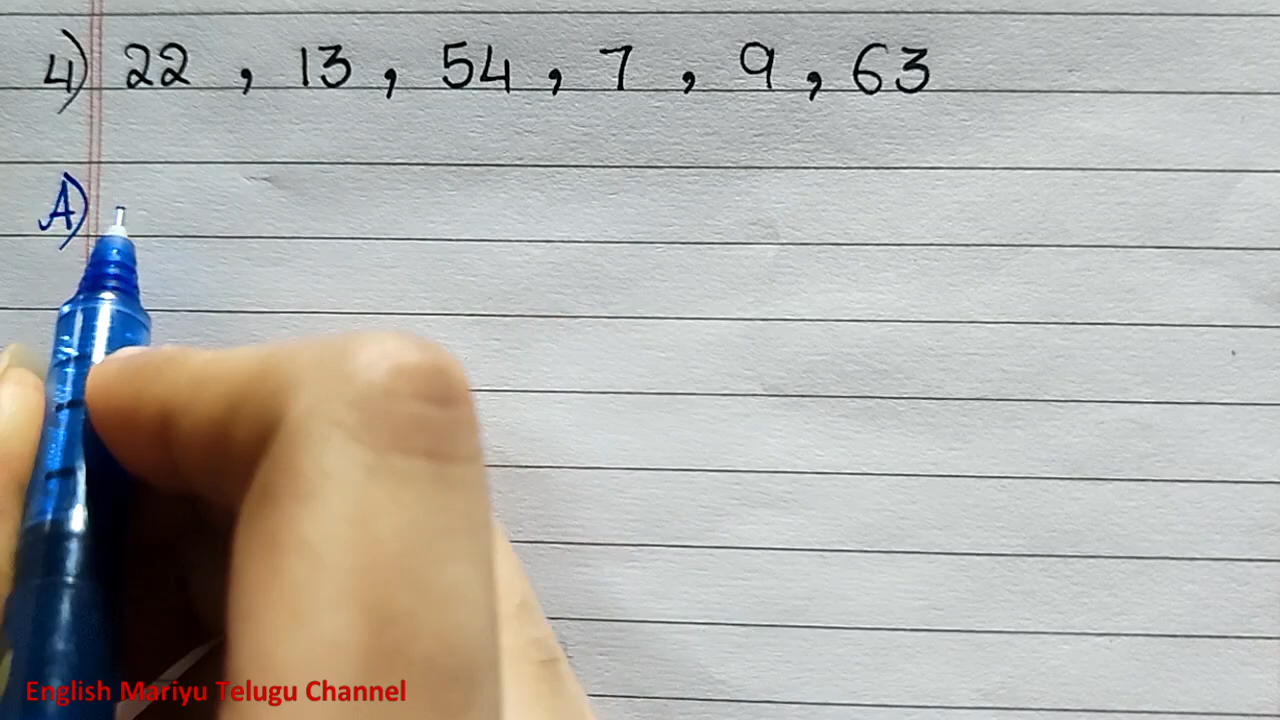 4) 22 , 13 , 54 , 7 , 9 , 63
A)
English Mariyu Telugu Channel